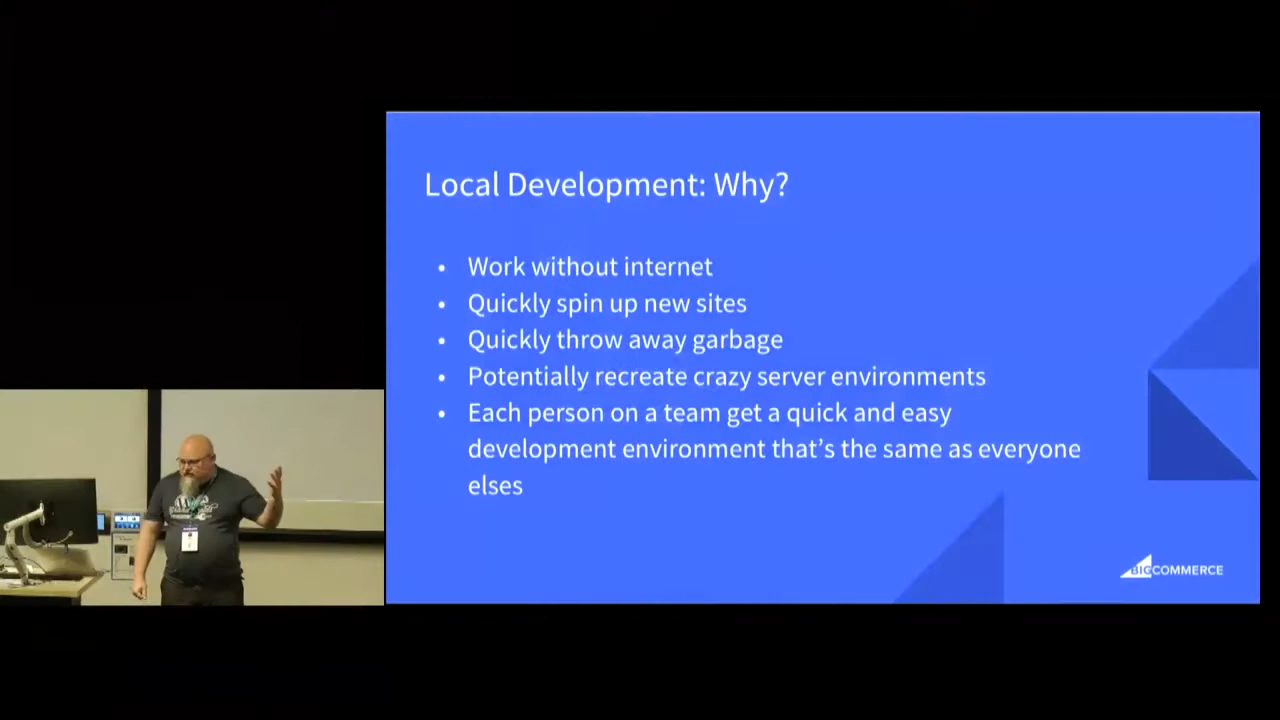 Local Development: Why?
• Work without internet
• Quickly spin up new sites
• Quickly throw away garbage
• Potentially recreate crazy server environments
• Each person on a team get a quick and easy
development environment that's the same as everyone
elses
BIGCOMMERCE